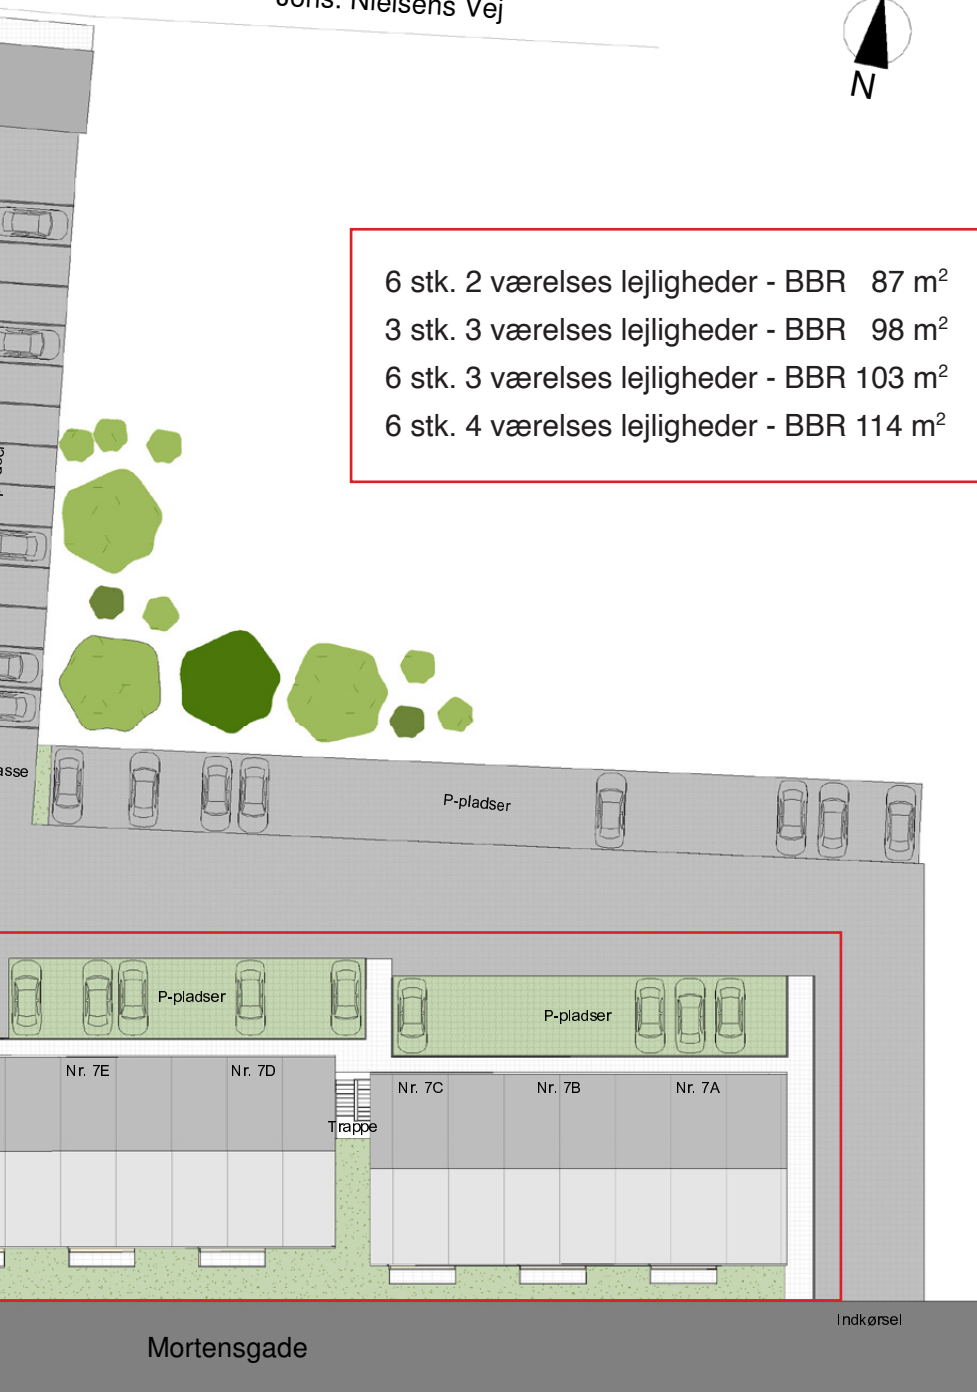 Johs. Nielsens Vej
N
6 stk. 2 værelses lejligheder - BBR 87 m²
3 stk. 3 værelses lejligheder - BBR 98 m²
6 stk. 3 værelses lejligheder - BBR 103 m²
6 stk. 4 værelses lejligheder - BBR 114 m²
asse
P-pladser
P-pladser
P-pladser
Nr. 7E
Nr. 7D
Nr. 7C
Nr. 7B
Nr. 7A
Trappe
Indkørsel
Mortensgade